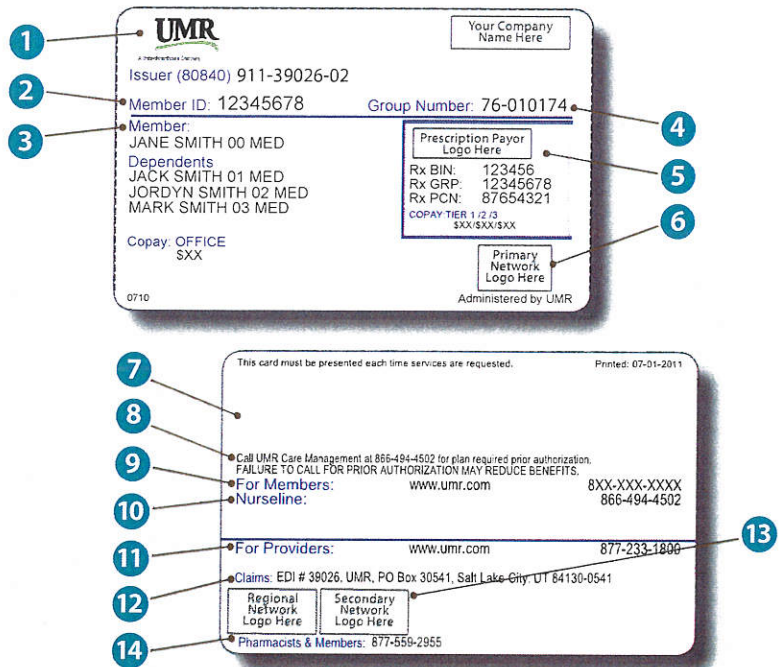 1
UMR
A UnitedHealthcare Company
Your Company
Name Here
Issuer (80840) 911-39026-02
2
Member ID: 12345678
Group Number: 76-010174
4
3
Member:
JANE SMITH 00 MED
Dependents
JACK SMITH 01 MED
JORDYN SMITH 02 MED
MARK SMITH 03 MED
Prescription Payor
Logo Here
5
Rx BIN: 123456
Rx GRP: 12345678
Rx PCN: 87654321
COPAY:TIER 1 /2 /3
$XX/$XX/$XX
6
Copay: OFFICE
$XX
Primary
Network
Logo Here
0710
Administered by UMR
7
This card must be presented each time services are requested.
Printed: 07-01-2011
8
Call UMR Care Management at 866-494-4502 for plan required prior authorization.
FAILURE TO CALL FOR PRIOR AUTHORIZATION MAY REDUCE BENEFITS.
9
For Members: www.umr.com 8XX-XXX-XXXX
10
Nurseline: 866-494-4502
13
11
For Providers: www.umr.com 877-233-1800
12
Claims: EDI # 39026, UMR, PO Box 30541, Salt Lake City, UT 84130-0541
Regional
Network
Logo Here
Secondary
Network
Logo Here
14
Pharmacists & Members: 877-559-2955